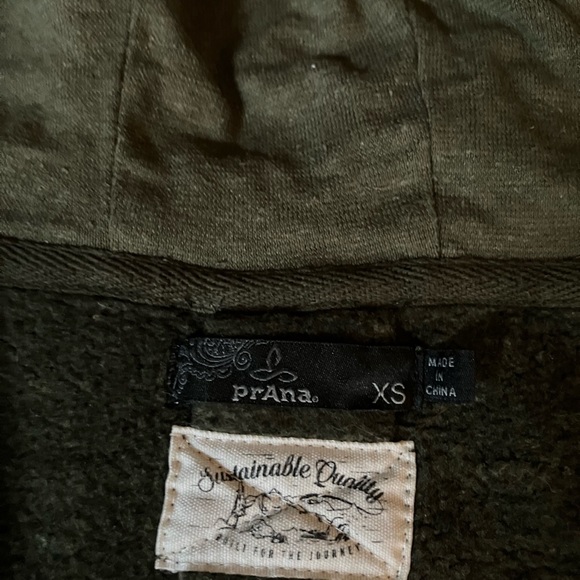 prAna
XS
MADE
IN
CHINA
Sustainable Quality
BUILT FOR THE JOURNEY